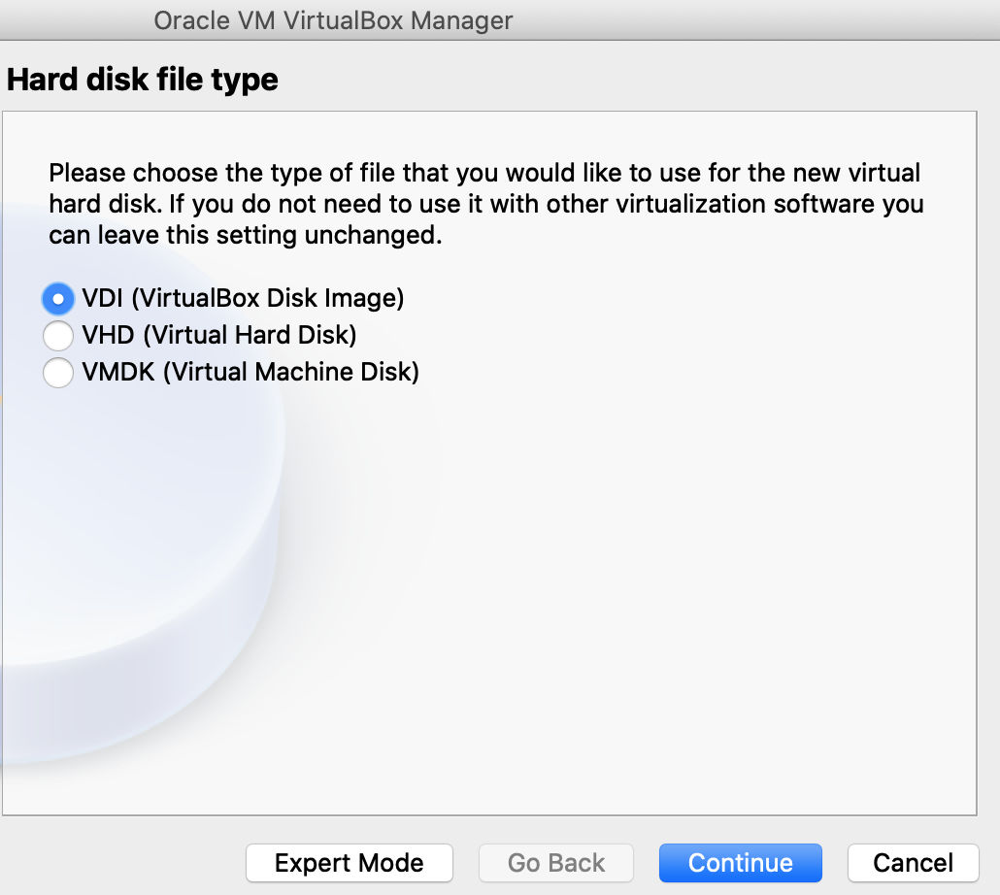 Oracle VM VirtualBox Manager
Hard disk file type
Please choose the type of file that you would like to use for the new virtual
hard disk. If you do not need to use it with other virtualization software you
can leave this setting unchanged.
VDI (VirtualBox Disk Image)
VHD (Virtual Hard Disk)
VMDK (Virtual Machine Disk)
Expert Mode Go Back Continue Cancel